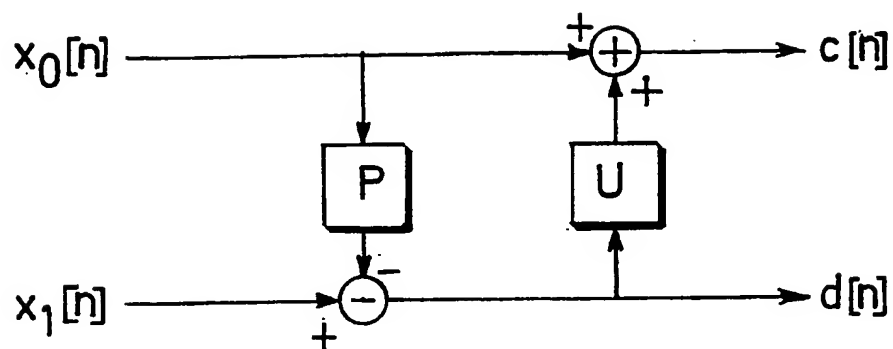 x0[n]
+
+
c[n]
+
P
U
-
x1[n]
-
+
d[n]